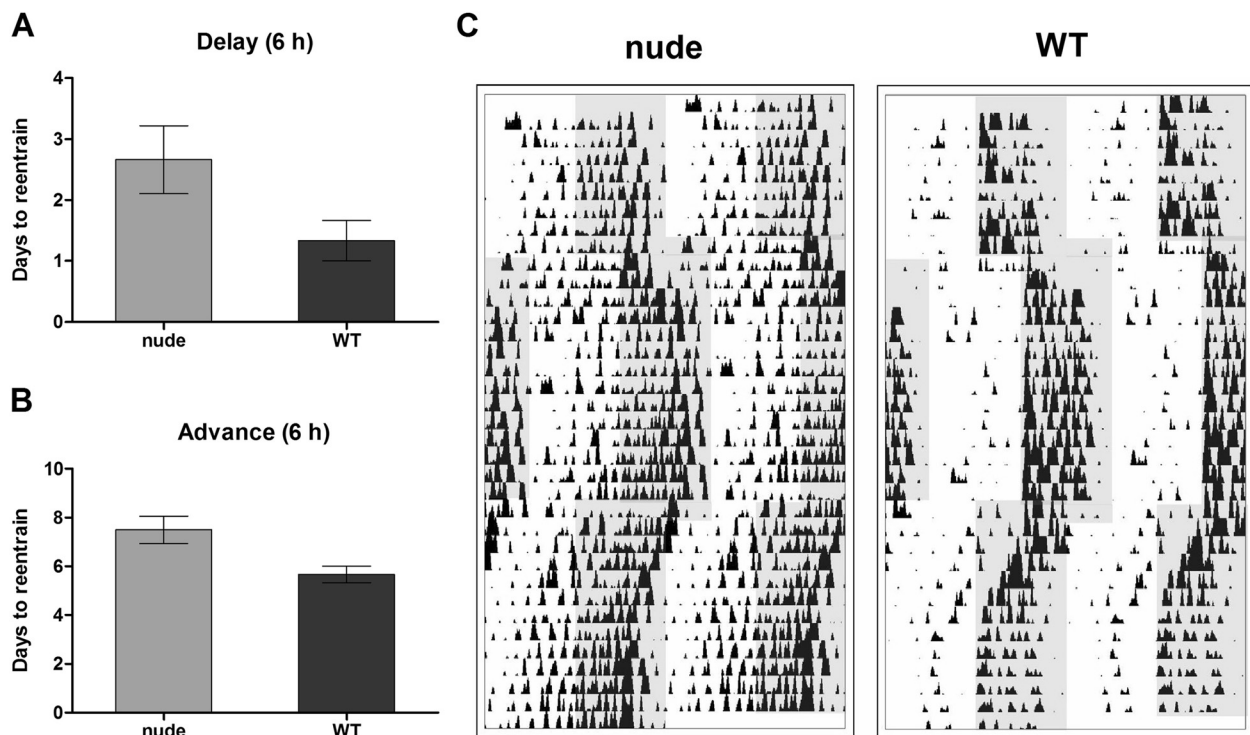 A
Delay (6 h)
Days to reentrain
4
3
2
1
0
nude
WT
B
Advance (6 h)
Days to reentrain
10
8
6
4
2
0
nude
WT
C
nude
WT